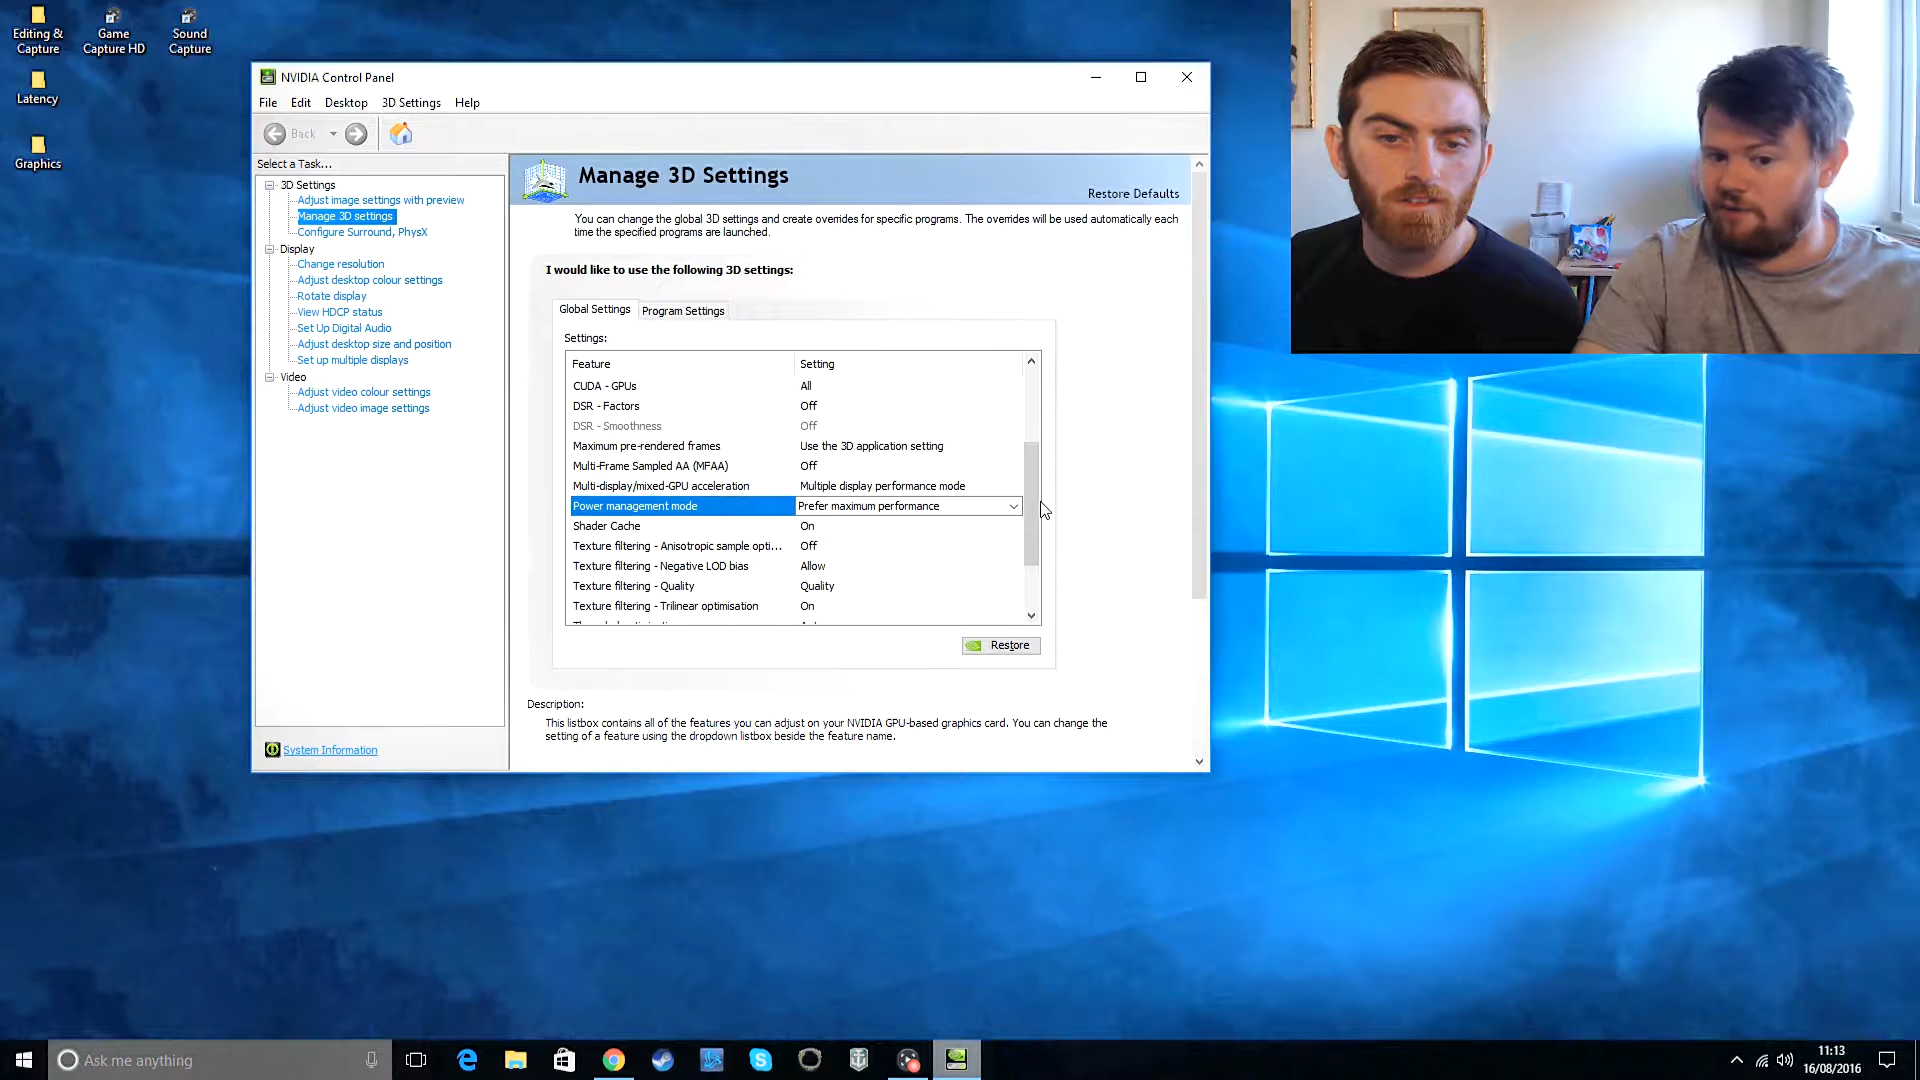 Editing &
Capture
Game
Capture HD
Sound
Capture
Latency
Graphics
NVIDIA Control Panel
File Edit Desktop 3D Settings Help
Back
Select a Task...
3D Settings
Adjust image settings with preview
Manage 3D settings
Configure Surround, PhysX
Display
Change resolution
Adjust desktop colour settings
Rotate display
View HDCP status
Set Up Digital Audio
Adjust desktop size and position
Set up multiple displays
Video
Adjust video colour settings
Adjust video image settings
System Information
Manage 3D Settings
Restore Defaults
You can change the global 3D settings and create overrides for specific programs. The overrides will be used automatically each
time the specified programs are launched.
I would like to use the following 3D settings:
Global Settings Program Settings
Settings:
Feature Setting
CUDA - GPUs All
DSR - Factors Off
DSR - Smoothness Off
Maximum pre-rendered frames Use the 3D application setting
Multi-Frame Sampled AA (MFAA) Off
Multi-display/mixed-GPU acceleration Multiple display performance mode
Power management mode Prefer maximum performance
Shader Cache On
Texture filtering - Anisotropic sample opti... Off
Texture filtering - Negative LOD bias Allow
Texture filtering - Quality Quality
Texture filtering - Trilinear optimisation On
Restore
Description:
This listbox contains all of the features you can adjust on your NVIDIA GPU-based graphics card. You can change the
setting of a feature using the dropdown listbox beside the feature name.
Ask me anything
11:13
16/08/2016